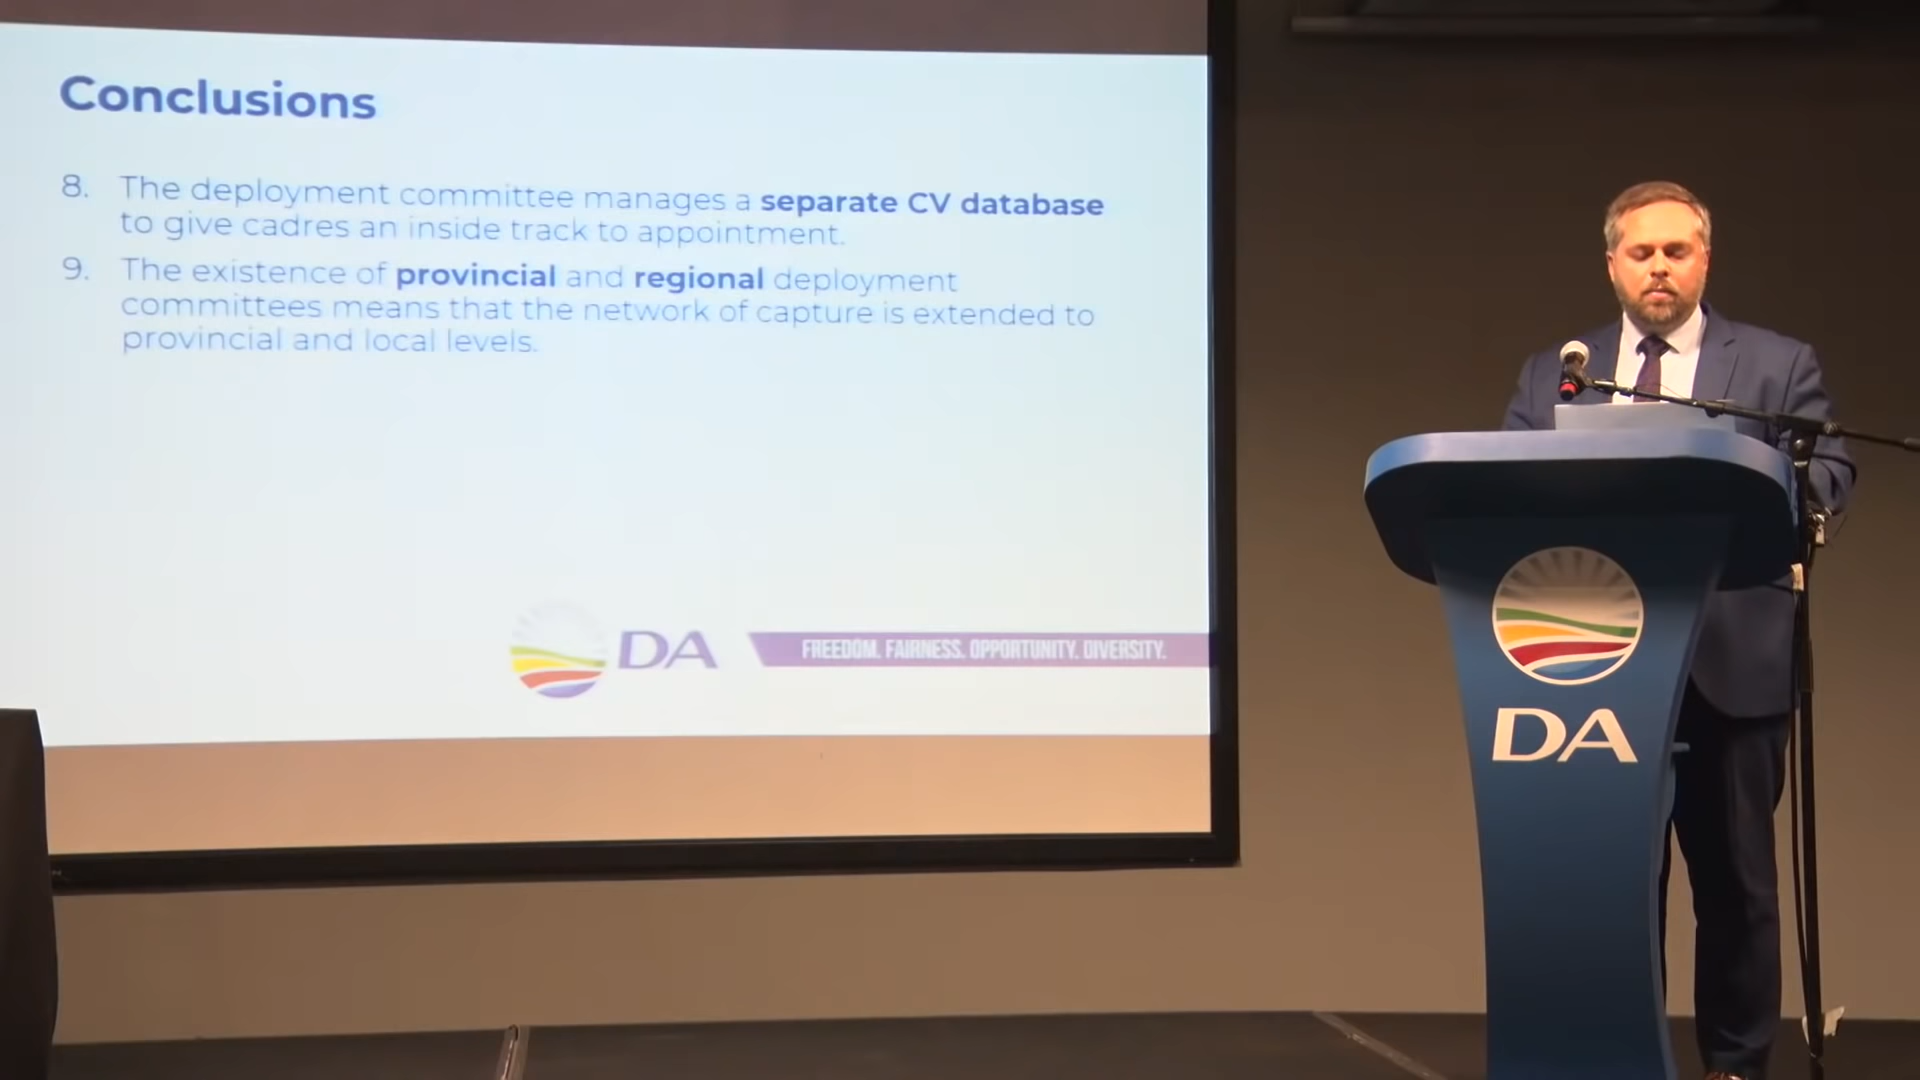 Conclusions
8. The deployment committee manages a separate CV database
to give cadres an inside track to appointment.
9. The existence of provincial and regional deployment
committees means that the network of capture is extended to
provincial and local levels.
DA
FREEDOM. FAIRNESS. OPPORTUNITY. DIVERSITY.
DA